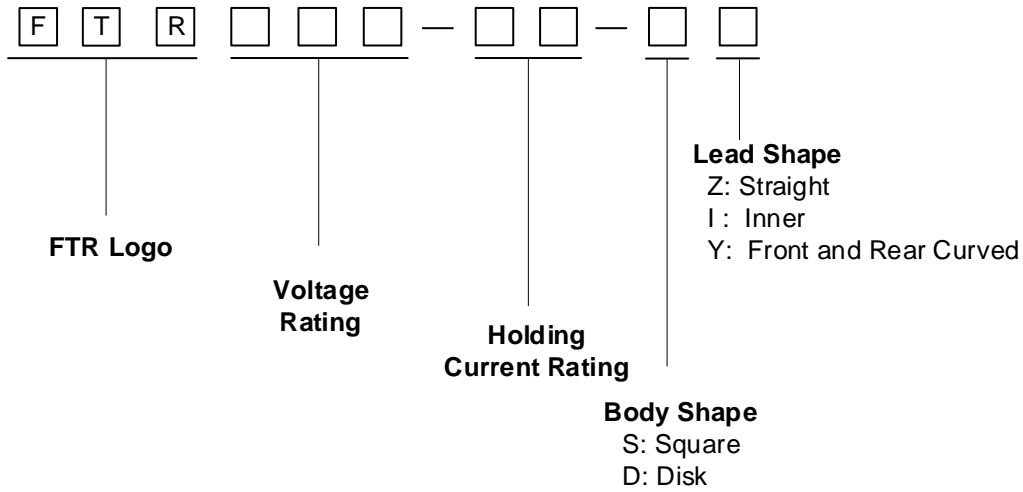 F T R — —
Lead Shape
Z: Straight
I : Inner
Y: Front and Rear Curved
FTR Logo
Voltage
Rating
Holding
Current Rating
Body Shape
S: Square
D: Disk